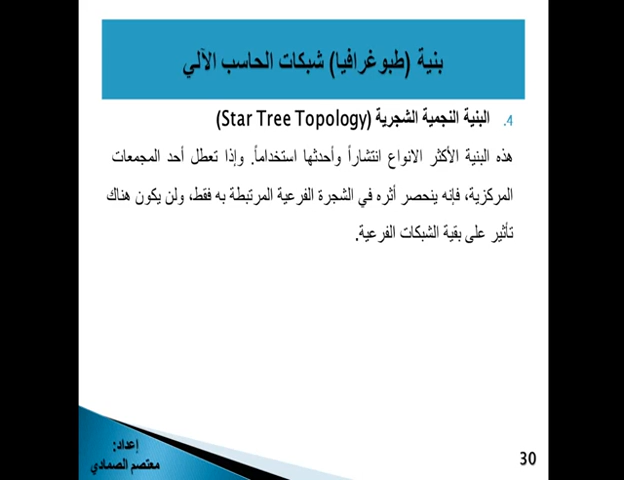 بنية (طبوغرافيا) شبكات الحاسب الآلي
4. البنية النجمية الشجرية (Star Tree Topology)
هذه البنية الأكثر الانواع انتشاراً وأحدثها استخداماً. وإذا تعطل أحد المجمعات
المركزية، فإنه ينحصر أثره في الشجرة الفرعية المرتبطة به فقط، ولن يكون هناك
تأثير على بقية الشبكات الفرعية.
إعداد:
معتصم الصمادي
30